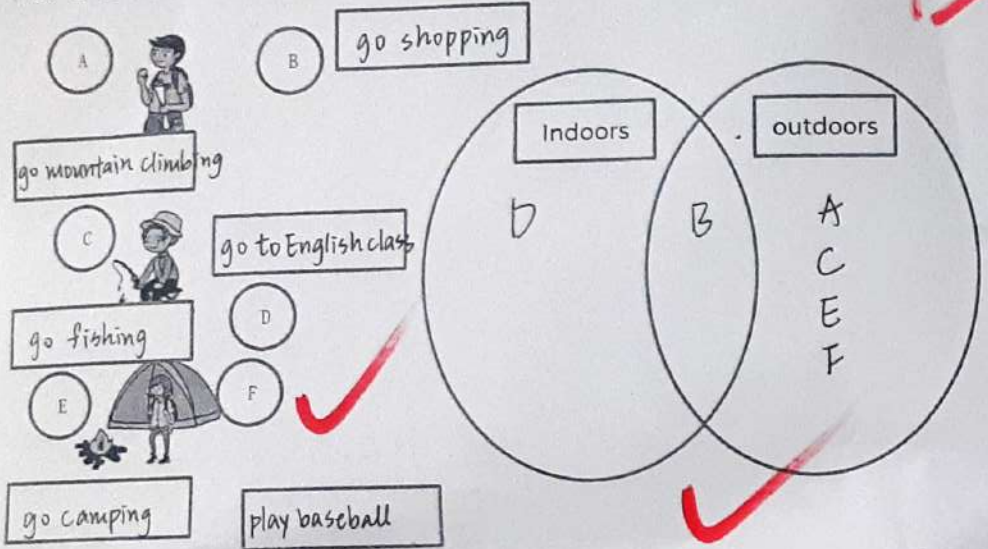 A
B
go shopping
go mountain climbing
C
go to English class
D
go fishing
E
F
go camping
play baseball
Indoors
outdoors
D
B
A
C
E
F